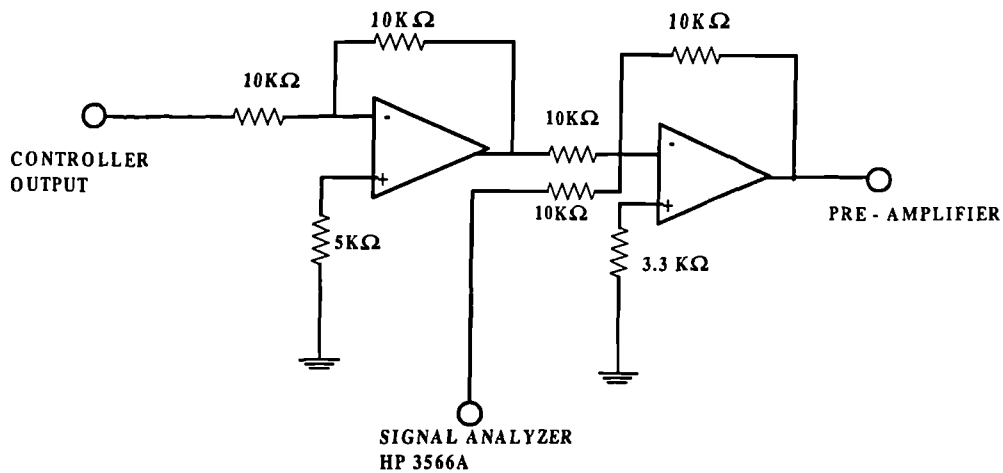 10KΩ
10KΩ
10KΩ
10KΩ
-
-
CONTROLLER
OUTPUT
+
10KΩ
+
PRE - AMPLIFIER
5KΩ
3.3 KΩ
SIGNAL ANALYZER
HP 3566A